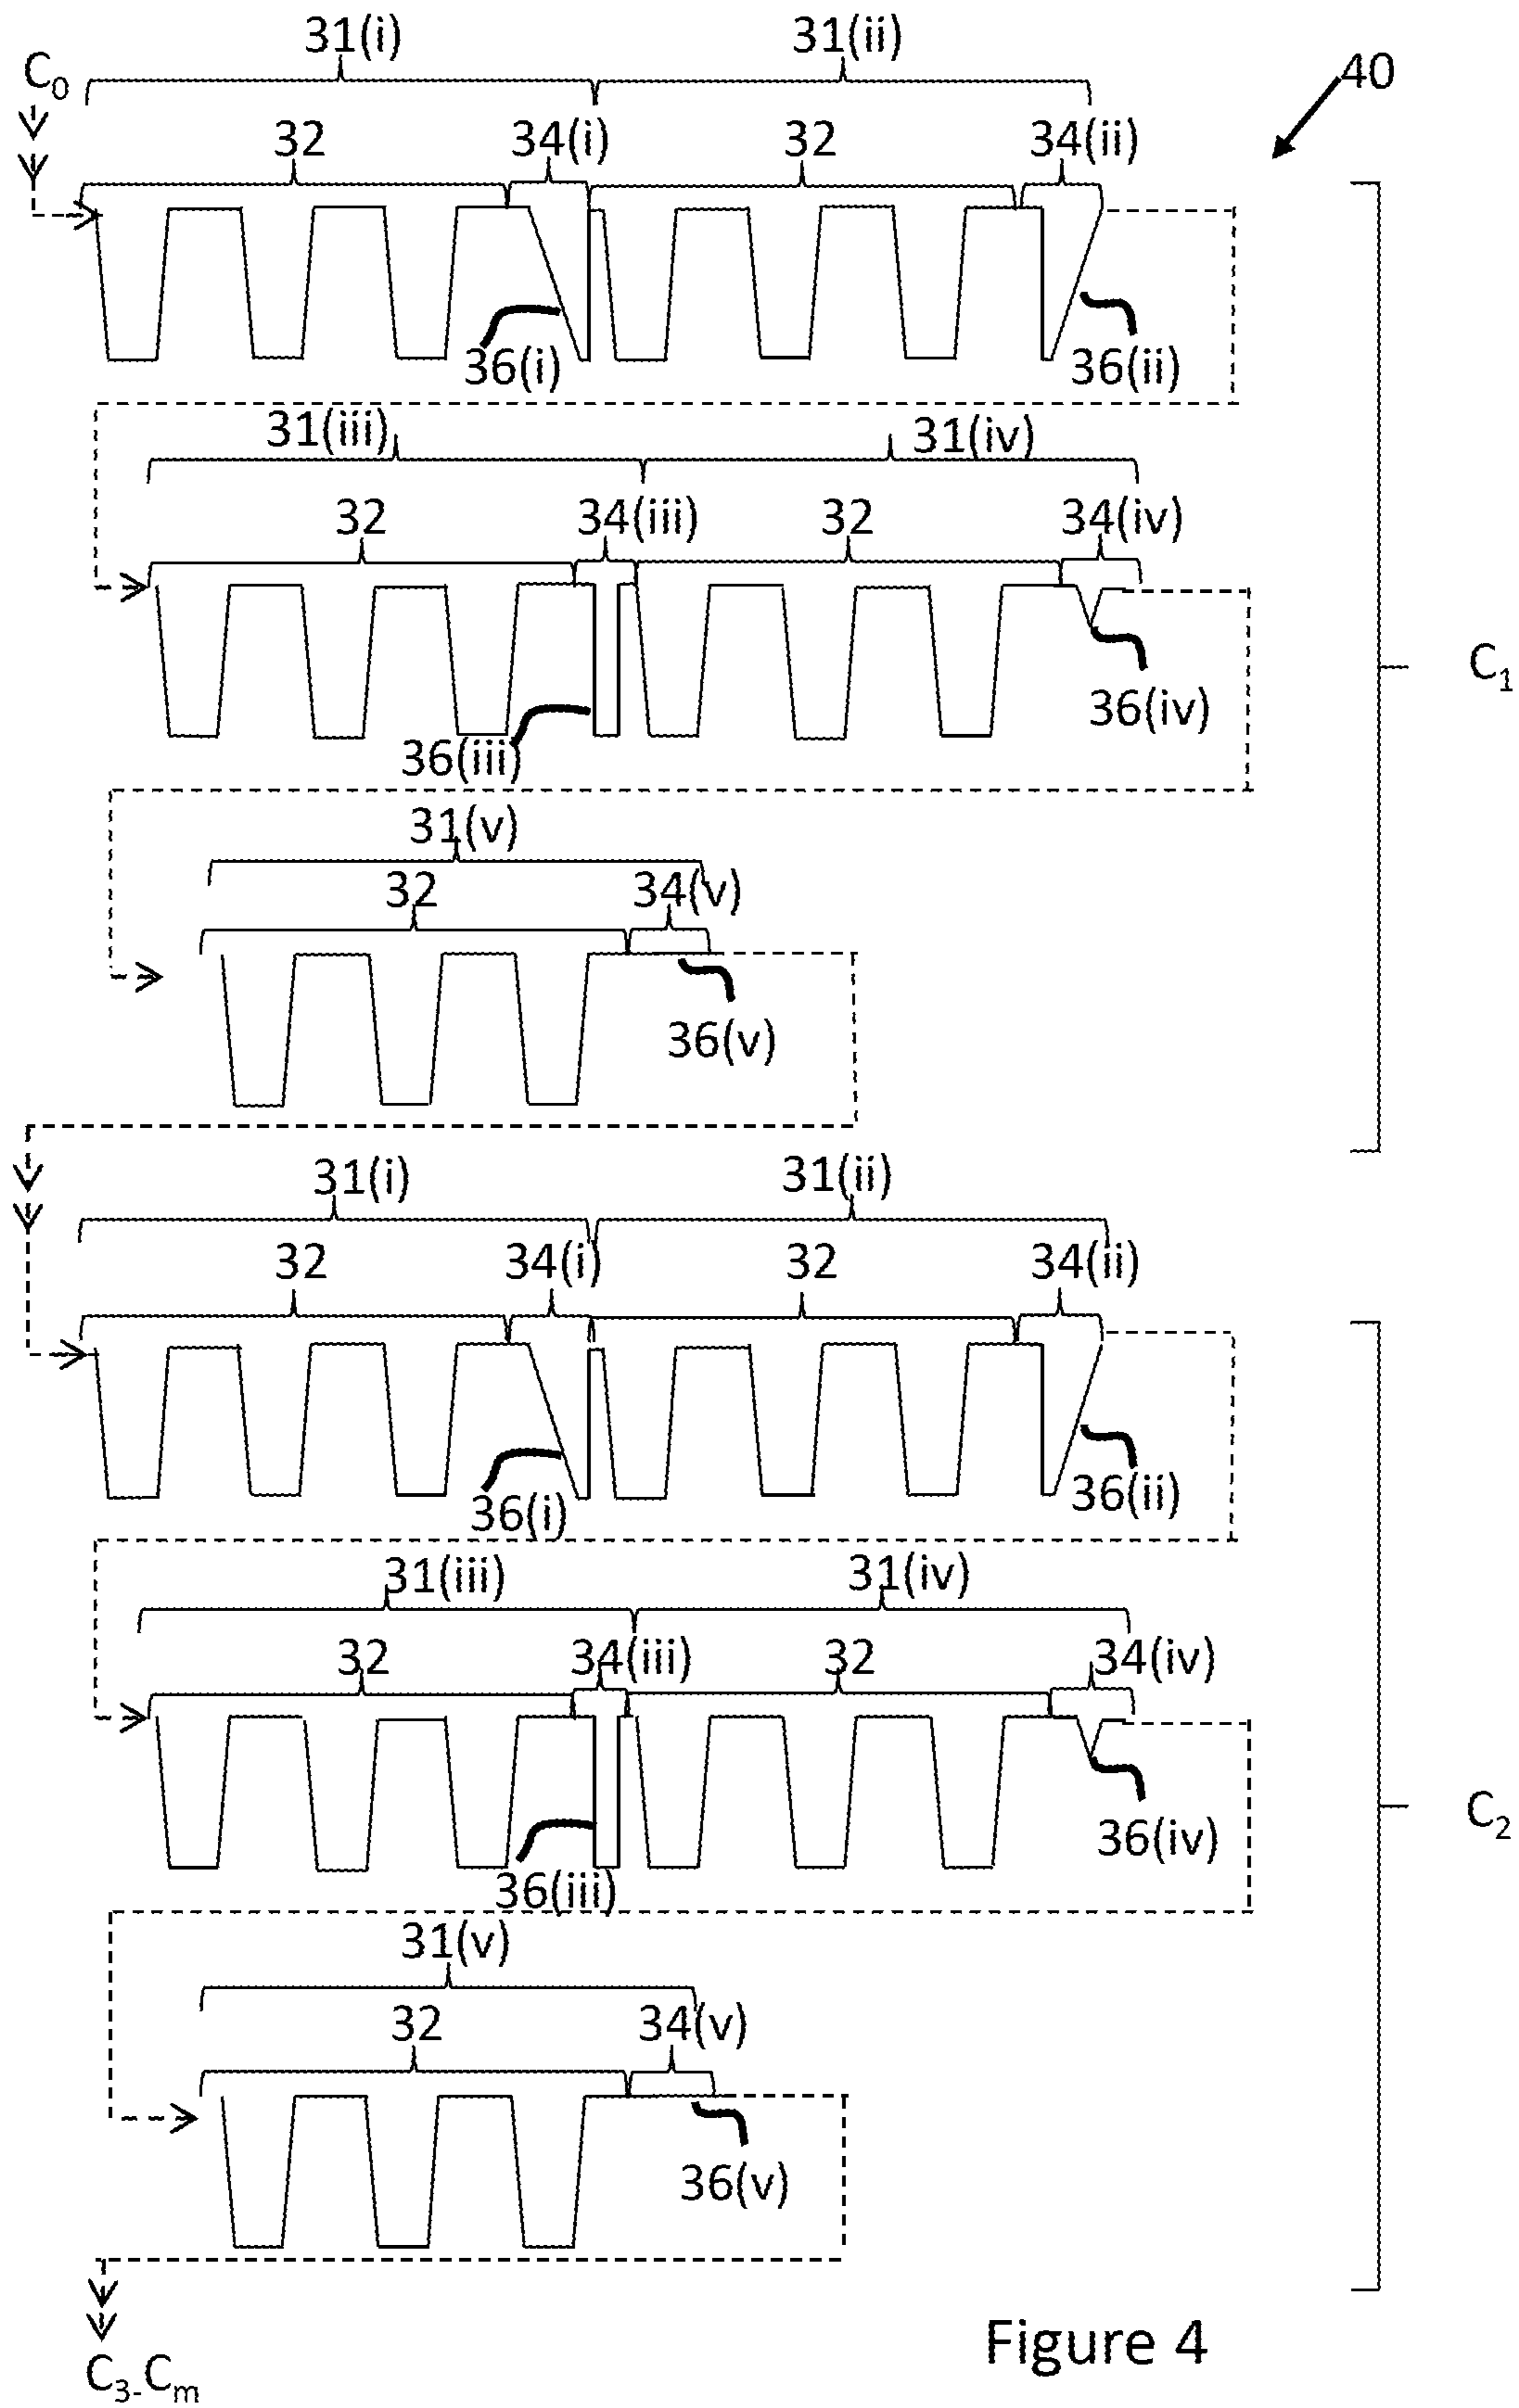 31(i) 31(ii)
C0 40
32 34(i) 32 34(ii)
36(i) 36(ii)
31(iii) 31(iv)
32 34(iii) 32 34(iv)
C1
36(iii) 36(iv)
31(v)
32 34(v)
36(v)
31(i) 31(ii)
32 34(i) 32 34(ii)
36(i) 36(ii)
31(iii) 31(iv)
32 34(iii) 32 34(iv)
C2
36(iii) 36(iv)
31(v)
32 34(v)
36(v)
Figure 4
C3-Cm